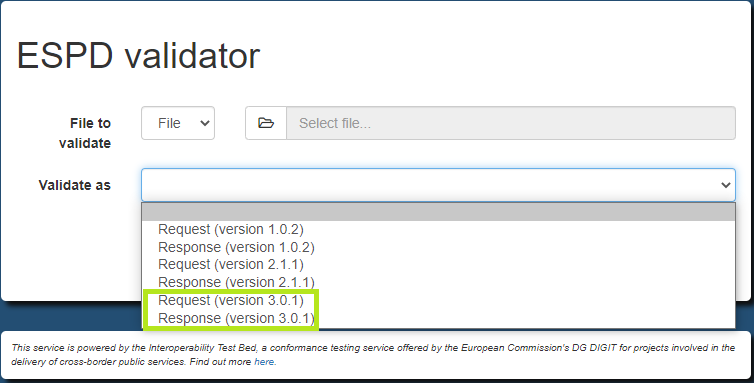 ESPD validator
File to
validate
File
Select file...
Validate as
Request (version 1.0.2)
Response (version 1.0.2)
Request (version 2.1.1)
Response (version 2.1.1)
Request (version 3.0.1)
Response (version 3.0.1)
This service is powered by the Interoperability Test Bed, a conformance testing service offered by the European Commission's DG DIGIT for projects involved in the
delivery of cross-border public services. Find out more here.